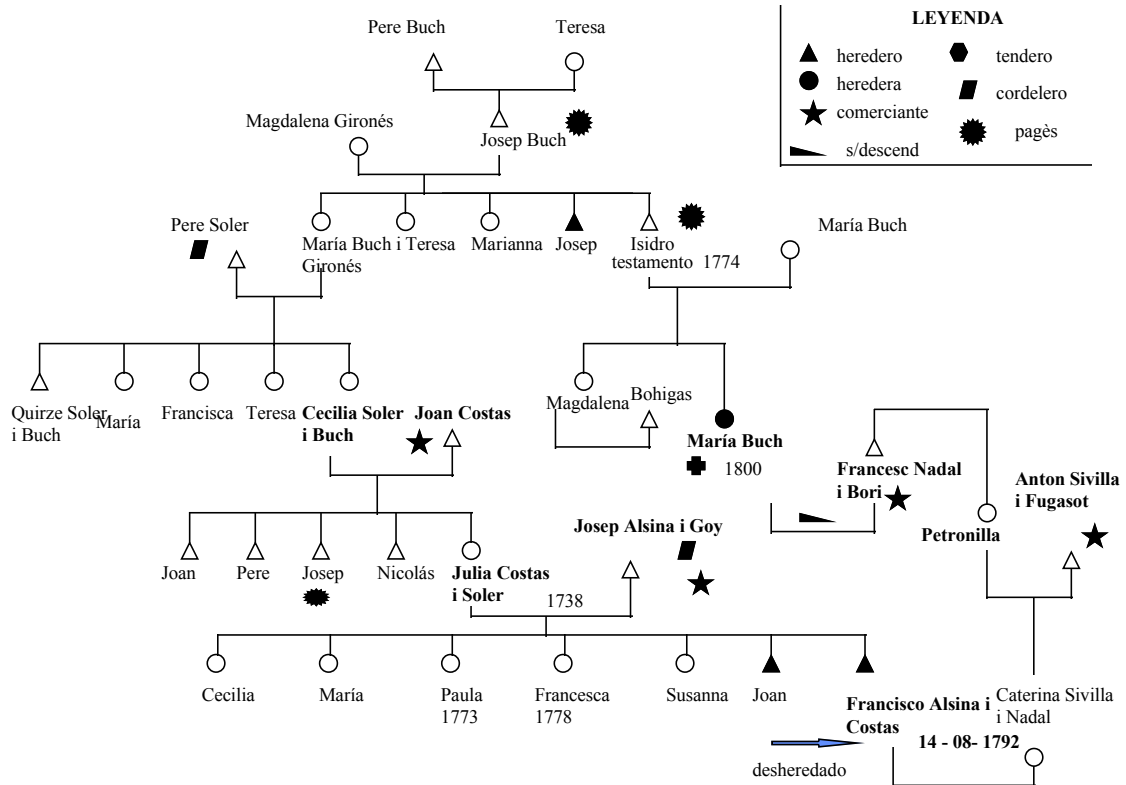 Pere Buch
Teresa
LEYENDA
heredero
tendero
heredera
cordelero
comerciante
pagès
s/descend
Magdalena Gironés
Josep Buch
Pere Soler
María Buch i
Gironés
Teresa
Marianna
Josep
Isidro
testamento 1774
María Buch
Quirze Soler
i Buch
María
Francisca
Teresa
Cecilia Soler
i Buch
Joan Costas
Magdalena
Bohigas
María Buch
1800
Francesc Nadal
i Bori
Anton Sivilla
i Fugasot
Petronilla
Josep Alsina i Goy
Joan
Pere
Josep
Nicolás
Julia Costas
i Soler
1738
Cecilia
María
Paula
1773
Francesca
1778
Susanna
Joan
Francisco Alsina i
Costas
Caterina Sivilla
i Nadal
14 - 08- 1792
desheredado